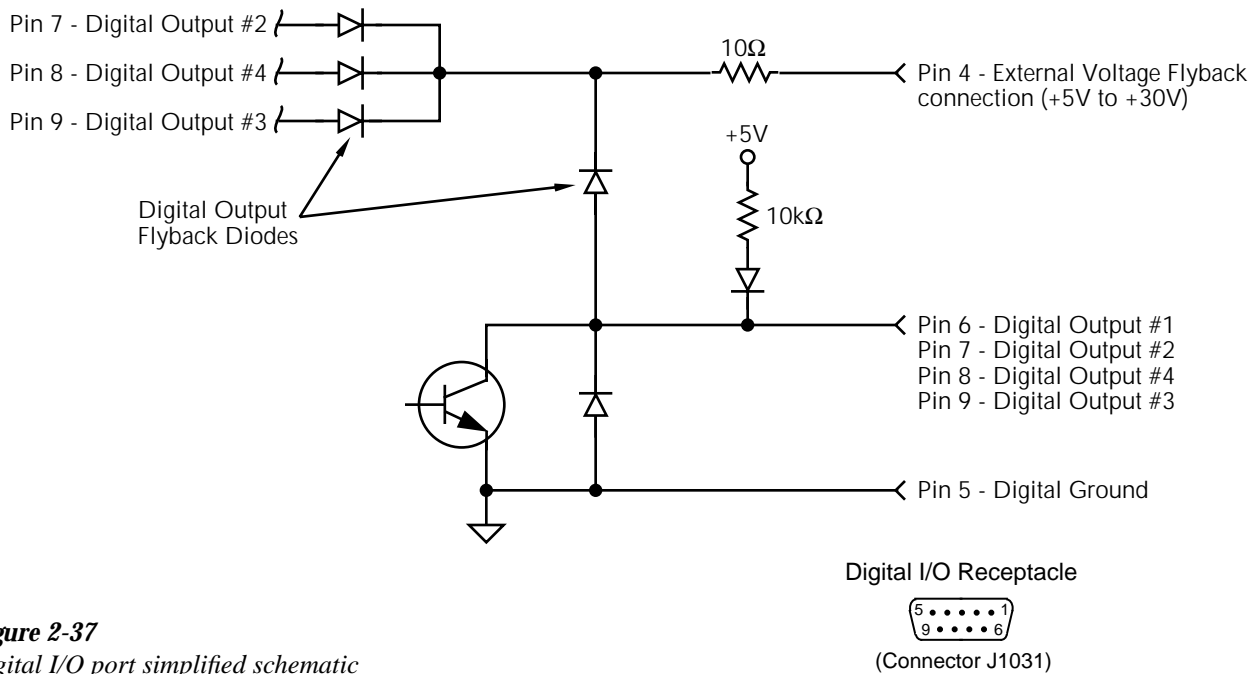 Pin 7 - Digital Output #2
Pin 8 - Digital Output #4
Pin 9 - Digital Output #3
10Ω
Pin 4 - External Voltage Flyback
connection (+5V to +30V)
+5V
10kΩ
Digital Output
Flyback Diodes
Pin 6 - Digital Output #1
Pin 7 - Digital Output #2
Pin 8 - Digital Output #4
Pin 9 - Digital Output #3
Pin 5 - Digital Ground
Digital I/O Receptacle
5 1
9 6
(Connector J1031)
gure 2-37
gital I/O port simplified schematic